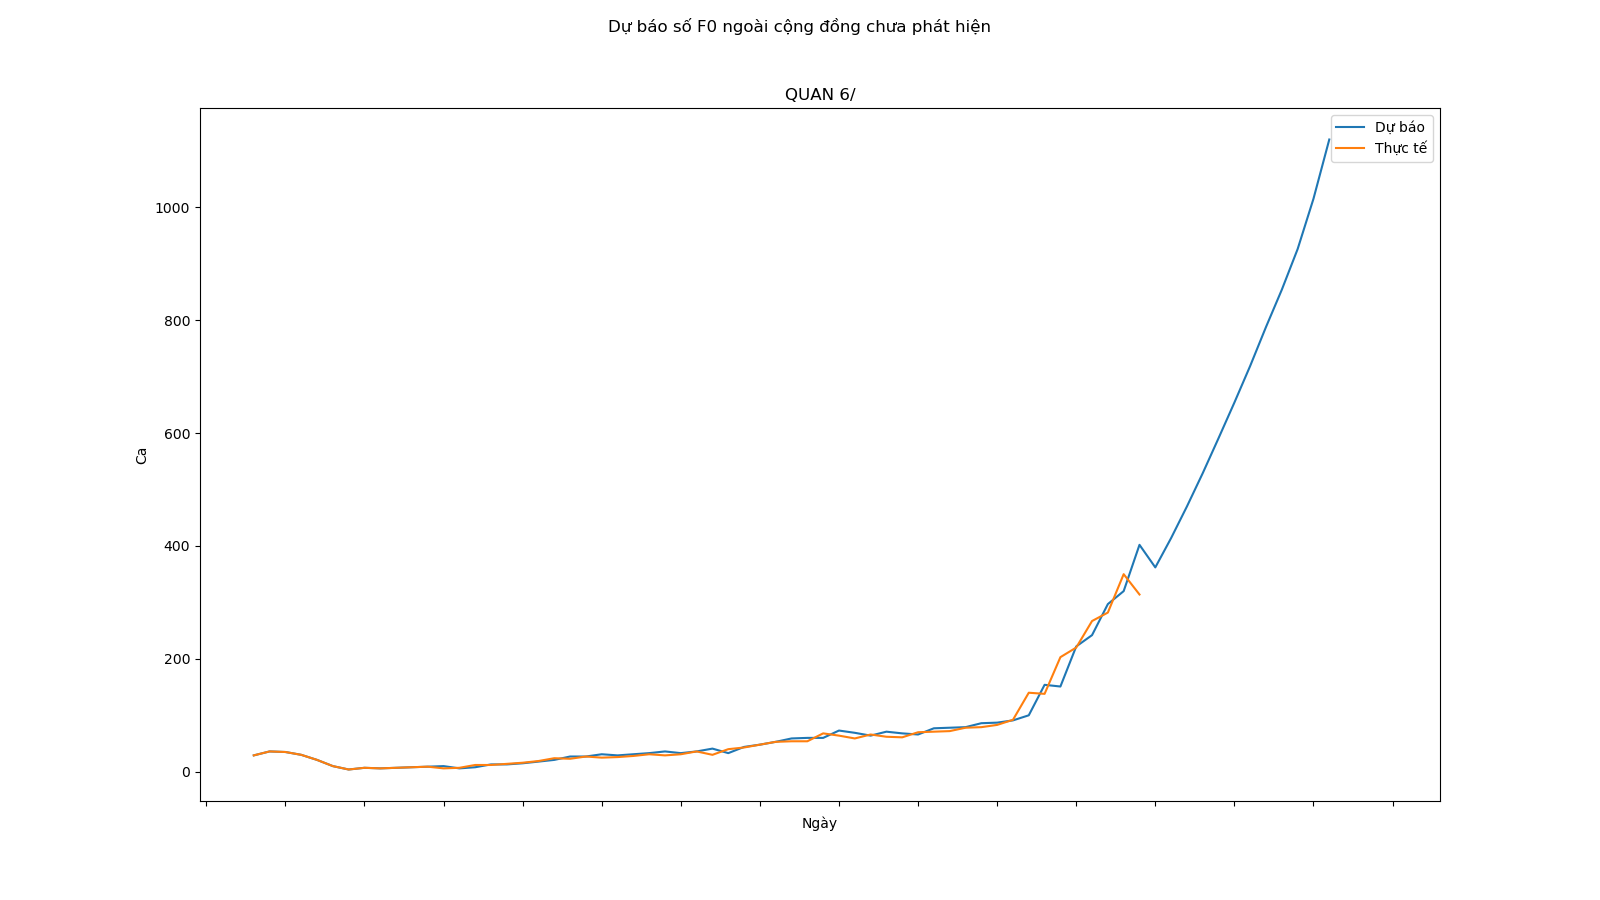 Dự báo số F0 ngoài cộng đồng chưa phát hiện
QUAN 6/
Dự báo
Thực tế
1000
800
600
400
200
0
Ca
Ngày